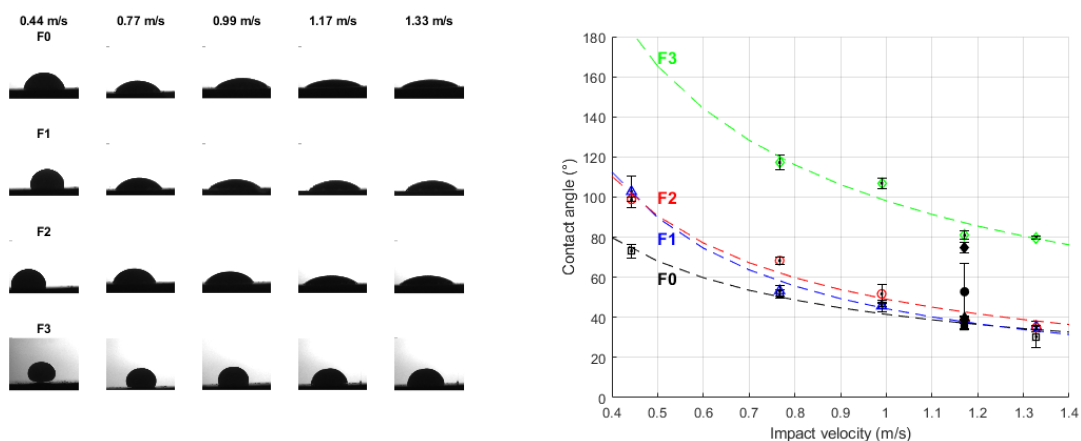 0.44 m/s 0.77 m/s 0.99 m/s 1.17 m/s 1.33 m/s
F0
F1
F2
F3
180
160
140
120
100
80
60
40
20
0
Contact angle (°)
F3
F2
F1
F0
0.4 0.5 0.6 0.7 0.8 0.9 1 1.1 1.2 1.3 1.4
Impact velocity (m/s)